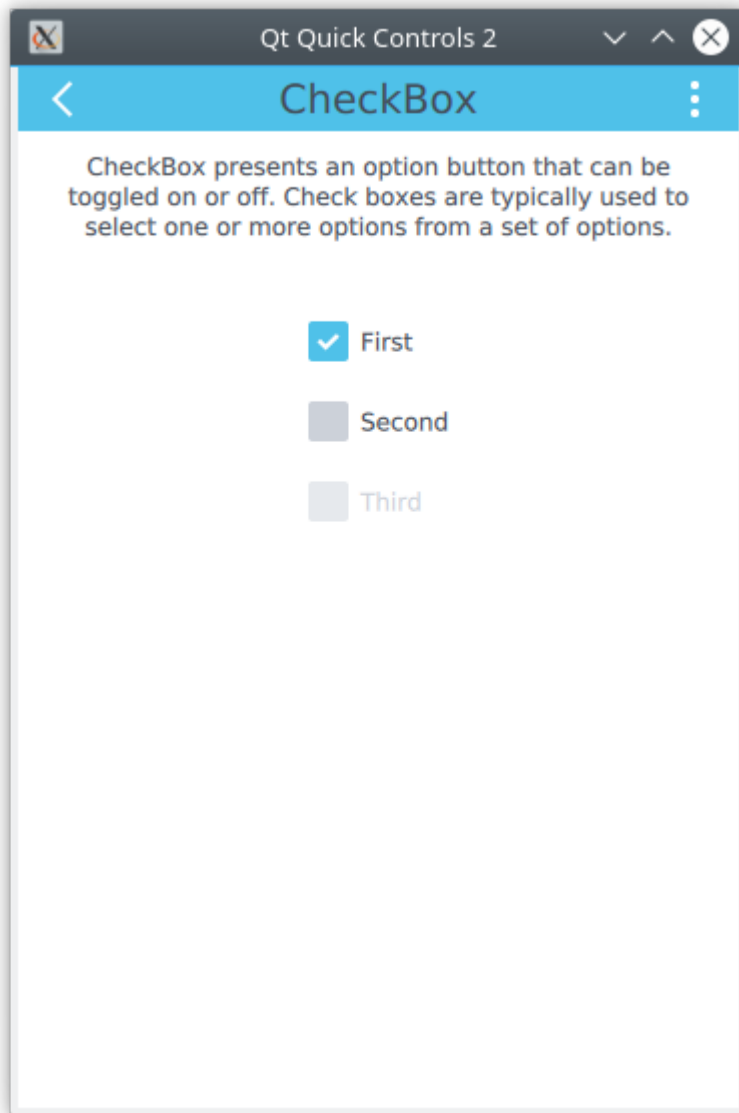 Qt Quick Controls 2
CheckBox
CheckBox presents an option button that can be
toggled on or off. Check boxes are typically used to
select one or more options from a set of options.
First
Second
Third